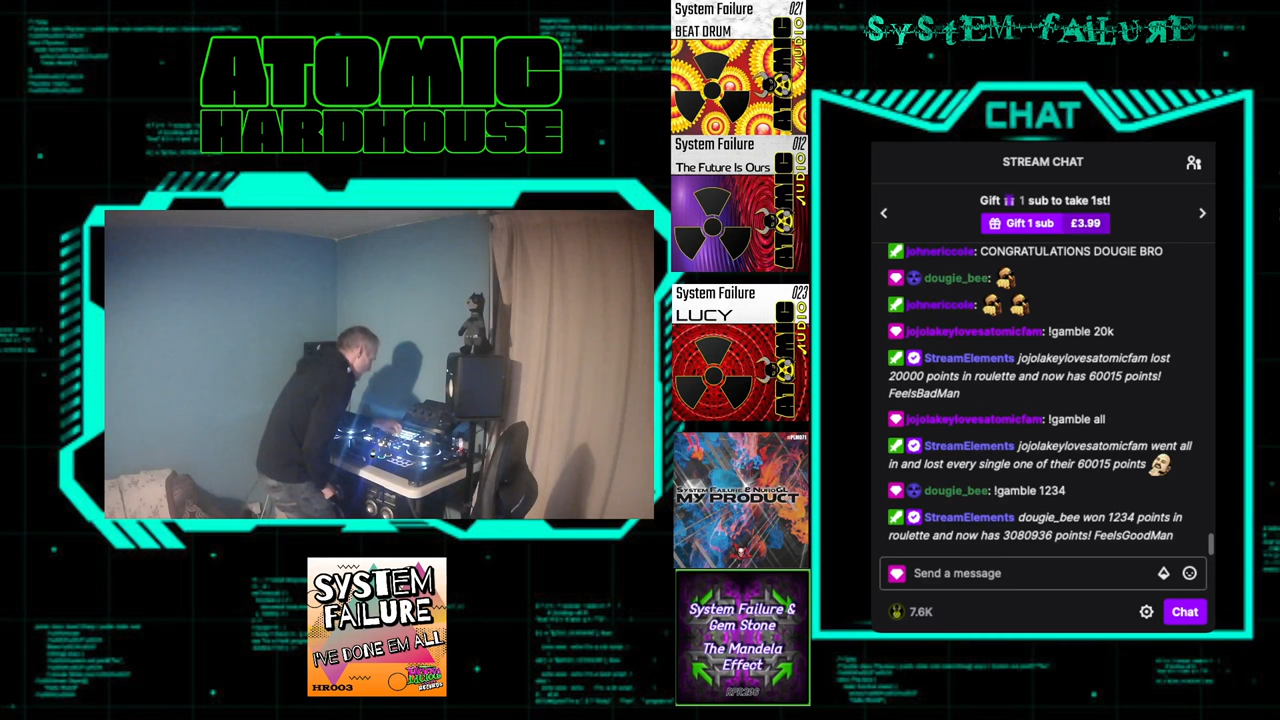 ATOMIC
HARDHOUSE
System Failure 021
BEAT DRUM
ATOMIC AUDIO
System Failure 012
The Future Is Ours
ATOMIC AUDIO
System Failure 023
LUCY
ATOMIC AUDIO
#PLM071
System Failure & NuroGL
MY PRODUCT
System Failure &
Gem Stone
The Mandela
Effect
RPR286
SYSTEM
FAILURE
I'VE DONE EM ALL
HR003
RECORDS
SYSTEM FAILURE
CHAT
STREAM CHAT
Gift 1 sub to take 1st!
Gift 1 sub £3.99
johnericcole: CONGRATULATIONS DOUGIE BRO
dougie_bee:
johnericcole:
jojolakeylovesatomicfam: !gamble 20k
StreamElements jojolakeylovesatomicfam lost
20000 points in roulette and now has 60015 points!
FeelsBadMan
jojolakeylovesatomicfam: !gamble all
StreamElements jojolakeylovesatomicfam went all
in and lost every single one of their 60015 points
dougie_bee: !gamble 1234
StreamElements dougie_bee won 1234 points in
roulette and now has 3080936 points! FeelsGoodMan
Send a message
7.6K
Chat